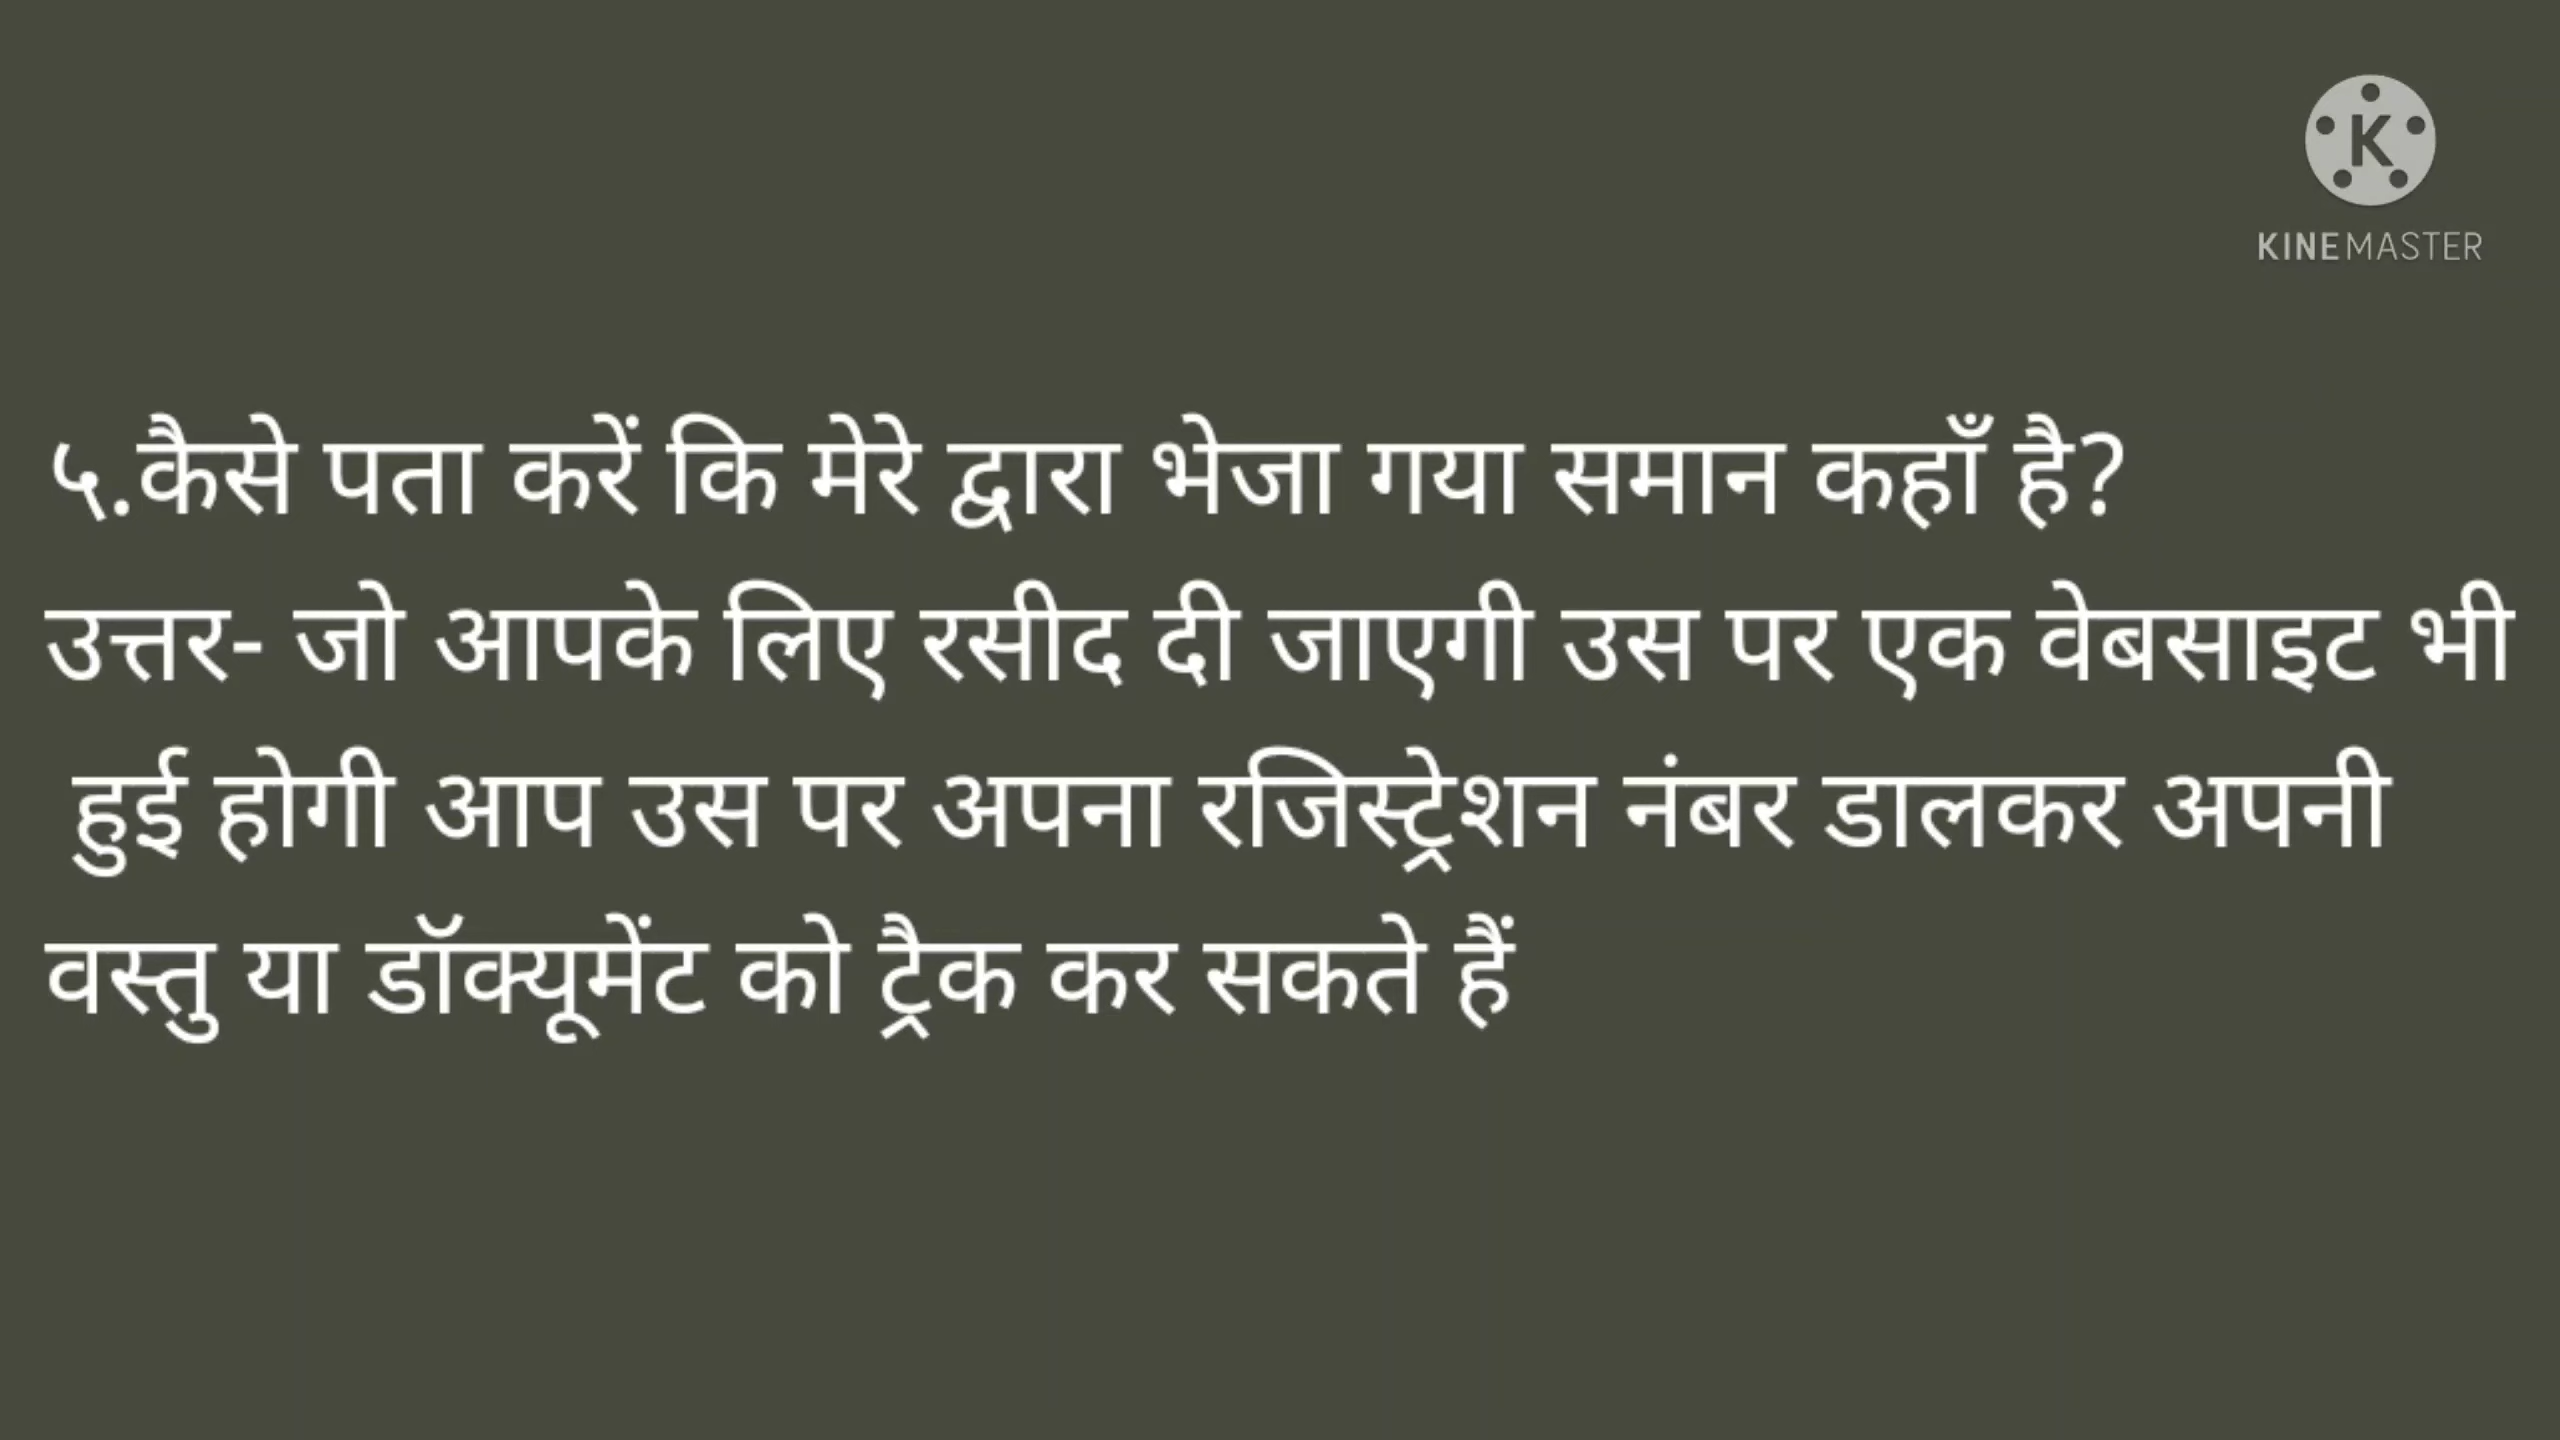 KINEMASTER
५.कैसे पता करें कि मेरे द्वारा भेजा गया समान कहाँ है?
उत्तर- जो आपके लिए रसीद दी जाएगी उस पर एक वेबसाइट भी
हुई होगी आप उस पर अपना रजिस्ट्रेशन नंबर डालकर अपनी
वस्तु या डॉक्यूमेंट को ट्रैक कर सकते हैं